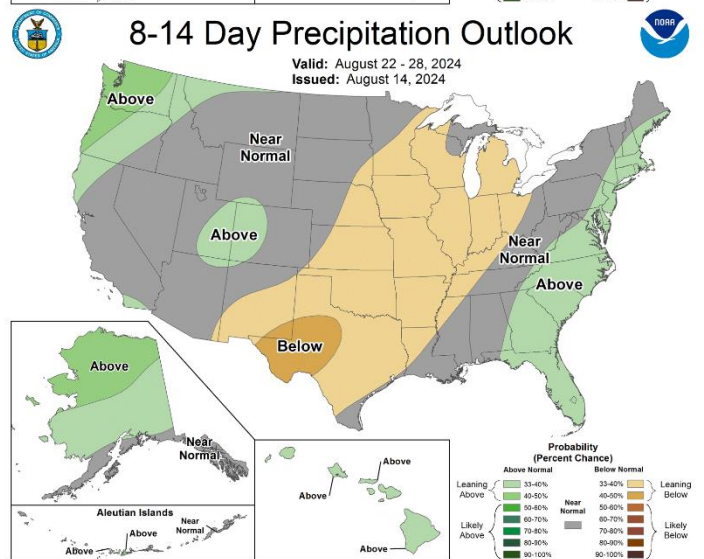 NOAA
8-14 Day Precipitation Outlook
Valid: August 22 - 28, 2024
Issued: August 14, 2024
Above
Near
Normal
Above
Near
Normal
Above
Below
Above
Near
Normal
Aleutian Islands
Above
Above
Near
Normal
Above
Above
Above
Probability
(Percent Chance)
Above Normal
Below Normal
Leaning
Above
33-40%
40-50%
Likely
Above
50-60%
60-70%
70-80%
80-90%
90-100%
Near
Normal
33-40%
40-50%
Leaning
Below
50-60%
60-70%
70-80%
80-90%
90-100%
Likely
Below